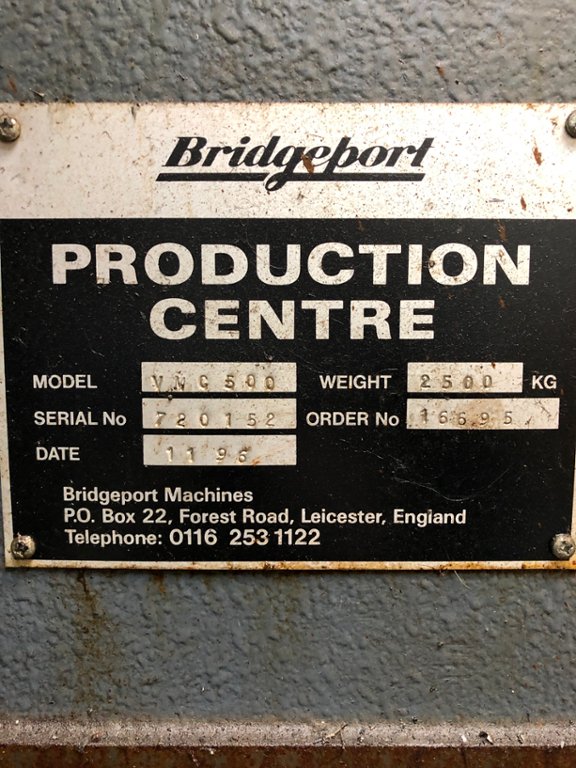 Bridgeport
PRODUCTION
CENTRE
MODEL VMC500 WEIGHT 2500 KG
SERIAL No 720152 ORDER No 16695
DATE 11 96
Bridgeport Machines
P.O. Box 22, Forest Road, Leicester, England
Telephone: 0116 253 1122